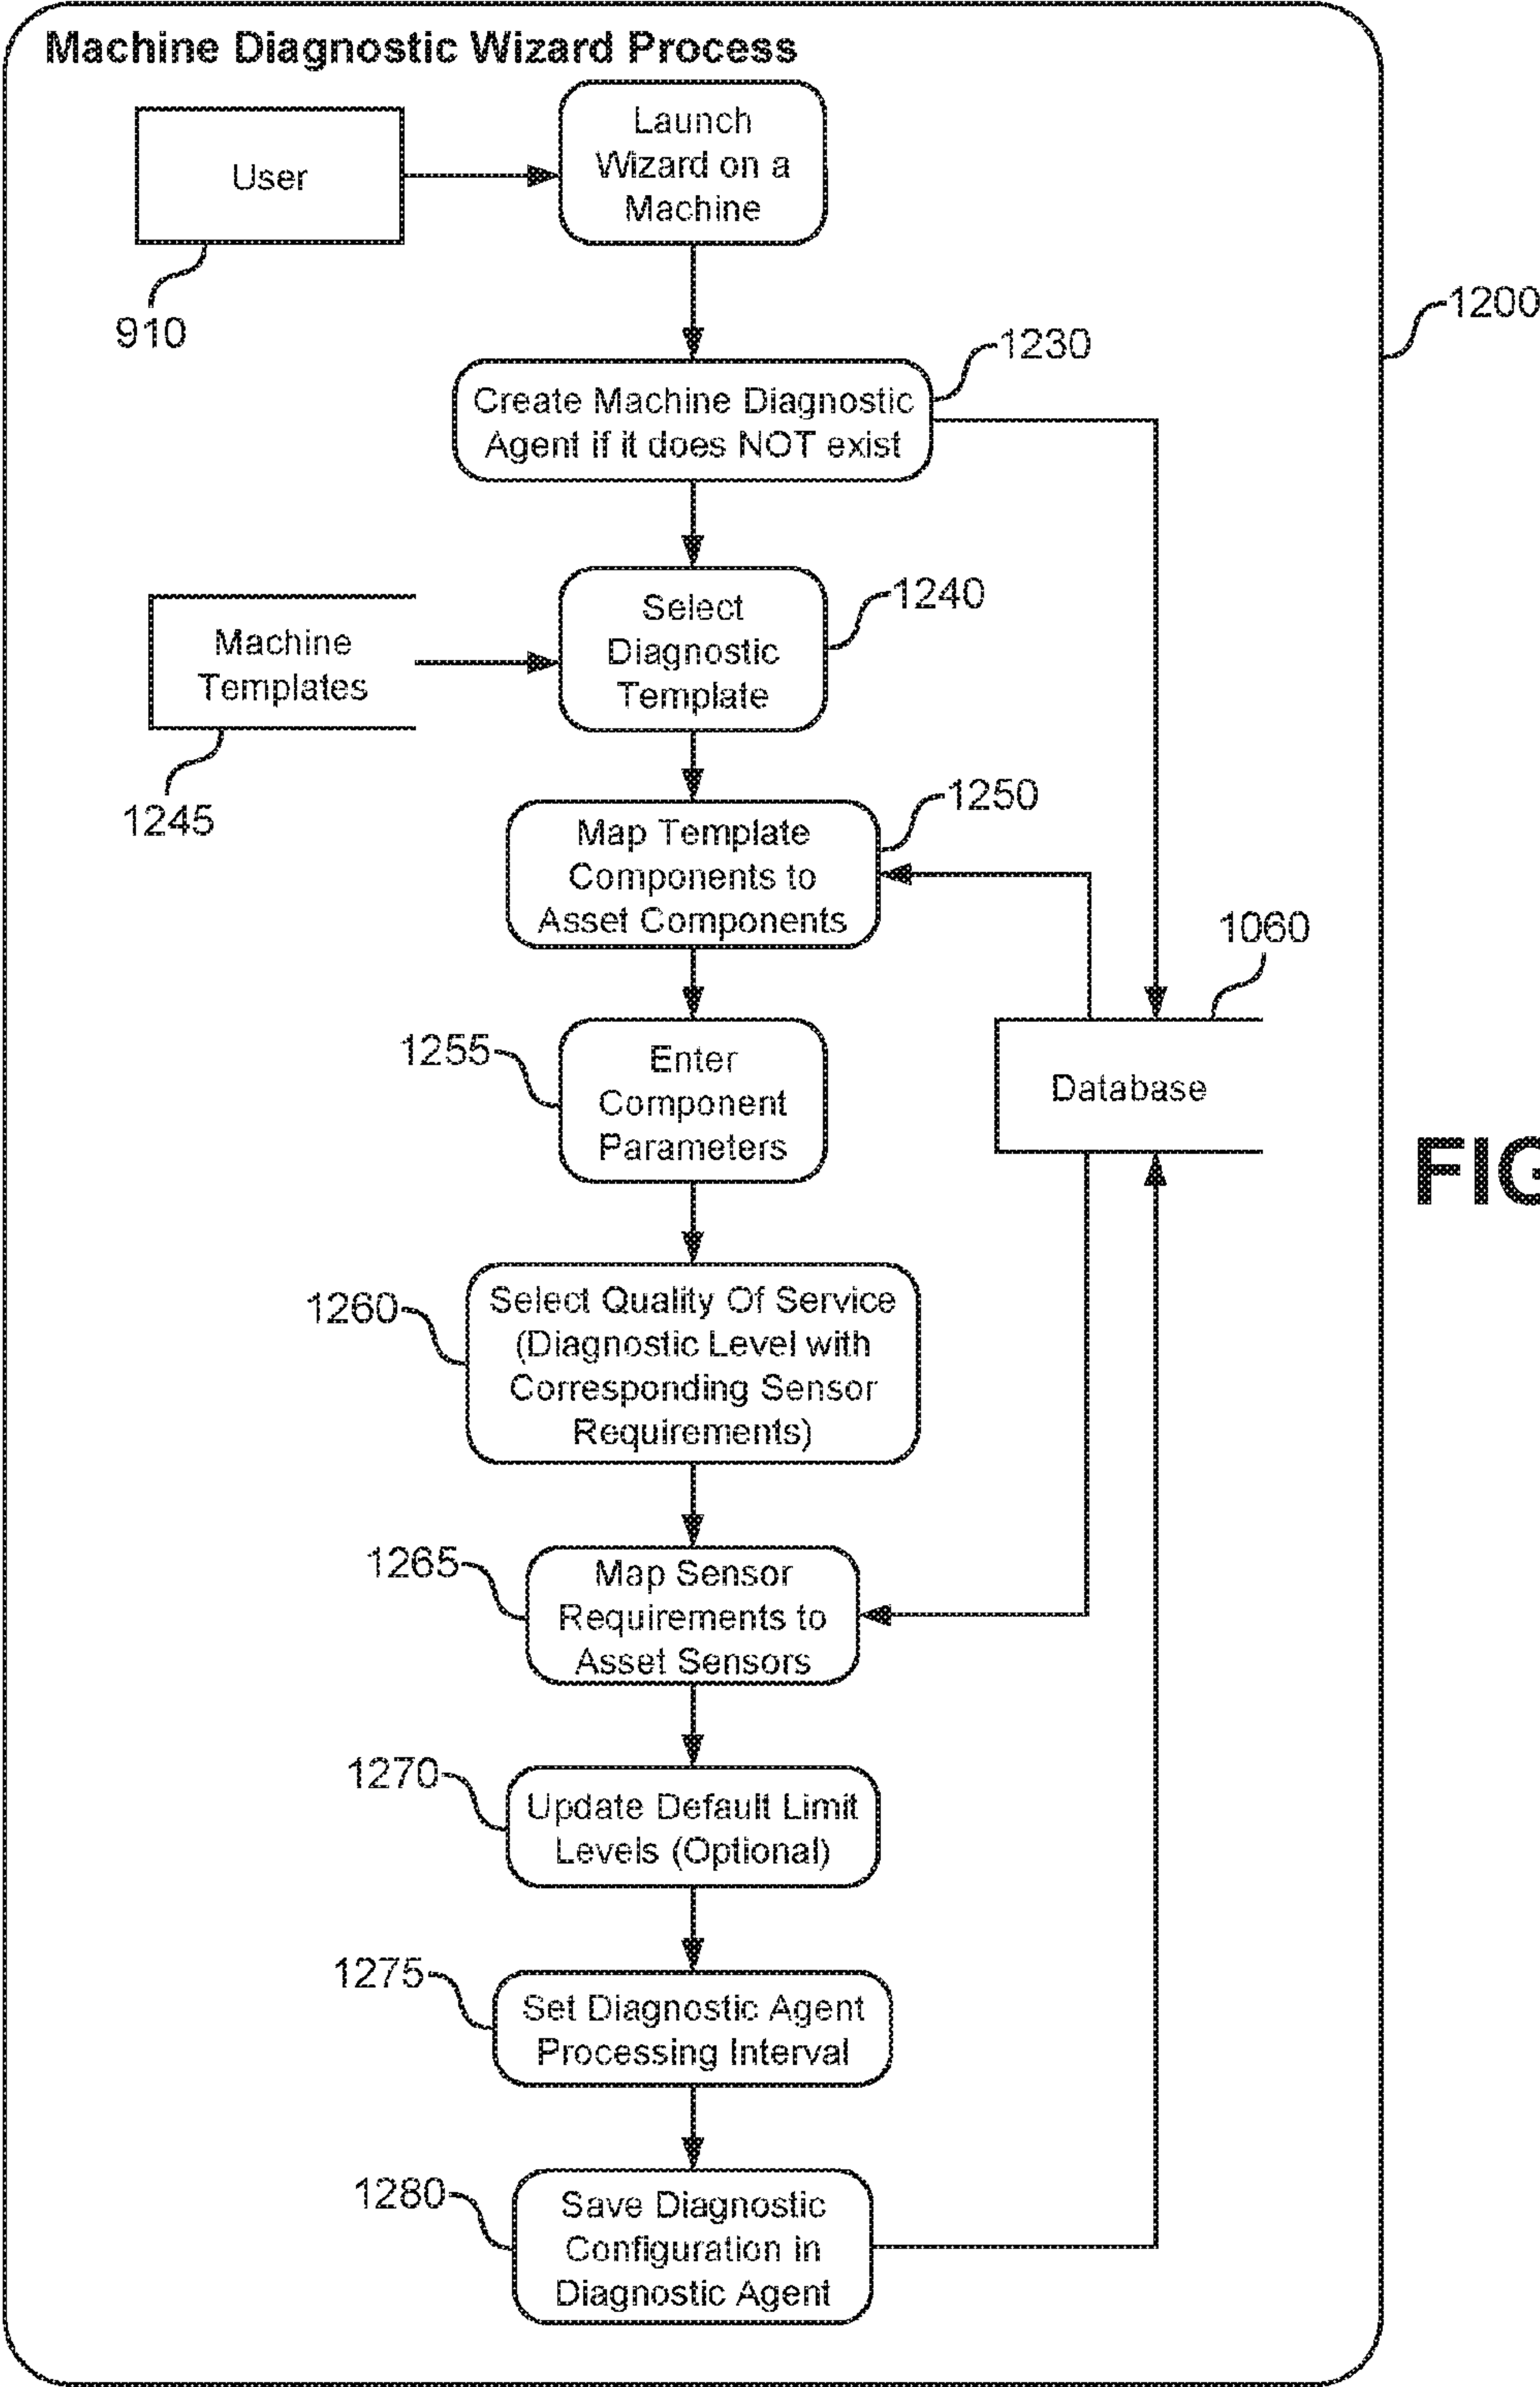 Machine Diagnostic Wizard Process
User
910
Launch
Wizard on a
Machine
1200
1230
Create Machine Diagnostic
Agent if it does NOT exist
1240
Select
Diagnostic
Template
Machine
Templates
1245
1250
Map Template
Components to
Asset Components
1060
Database
1255
Enter
Component
Parameters
FIG
1260
Select Quality Of Service
(Diagnostic Level with
Corresponding Sensor
Requirements)
1265
Map Sensor
Requirements to
Asset Sensors
1270
Update Default Limit
Levels (Optional)
1275
Set Diagnostic Agent
Processing Interval
1280
Save Diagnostic
Configuration in
Diagnostic Agent